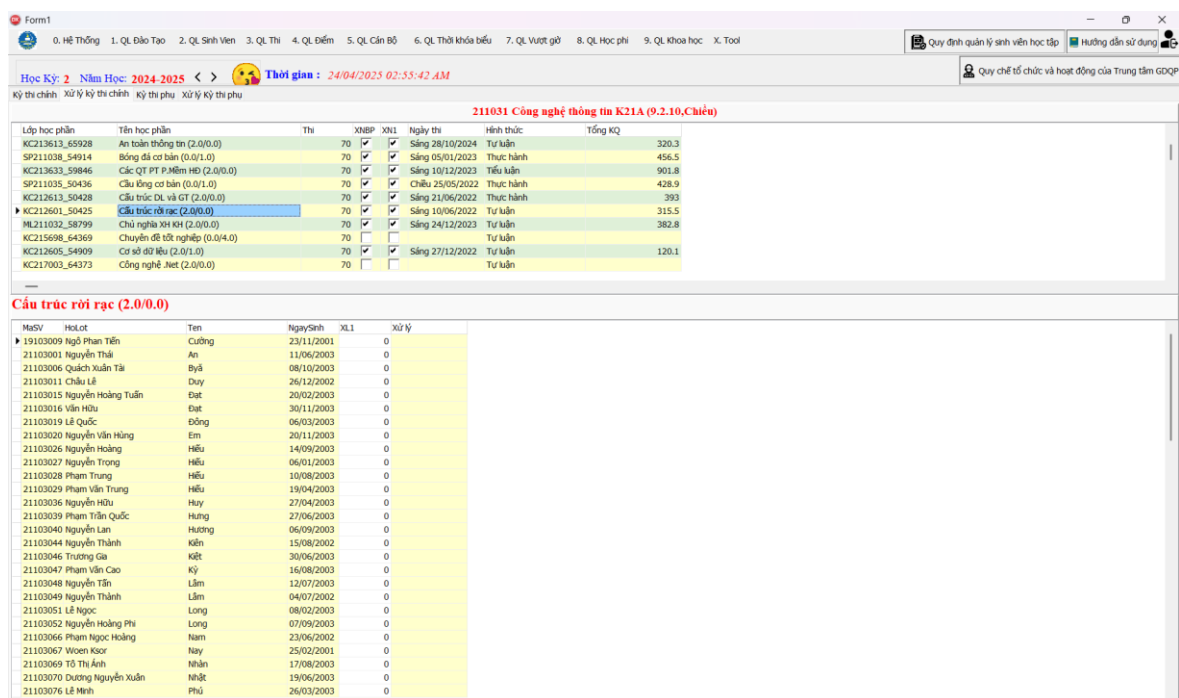 Form1
0. Hệ Thống 1. QL Đào Tạo 2. QL Sinh Vien 3. QL Thi 4. QL Điểm 5. QL Cán Bộ 6. QL Thời khóa biểu 7. QL Vượt giờ 8. QL Học phi 9. QL Khoa học X. Tool
Quy định quản lý sinh viên học tập Hướng dẫn sử dụng
Học Kỳ: 2 Năm Học: 2024-2025 < > Thời gian : 24/04/2025 02:55:42 AM
Quy chế tổ chức và hoạt động của Trung tâm GDQP
Kỳ thi chính Xử lý kỳ thi chính Kỳ thi phụ Xử lý Kỳ thi phụ
211031 Công nghệ thông tin K21A (9.2.10,Chiều)
Lớp học phần Tên học phần Thi XNBP XN1 Ngày thi Hình thức Tổng KQ
KC213613_65928 An toàn thông tin (2.0/0.0) 70 Sáng 28/10/2024 Tự luận 320.3
SP211038_54914 Bóng đá cơ bản (0.0/1.0) 70 Sáng 05/01/2023 Thực hành 456.5
KC213633_59846 Các QT PT P.Mềm HĐ (2.0/0.0) 70 Sáng 10/12/2023 Tiểu luận 901.8
SP211035_50436 Cầu lông cơ bản (0.0/1.0) 70 Chiều 25/05/2022 Thực hành 428.9
KC212613_50428 Cấu trúc DL và GT (2.0/0.0) 70 Sáng 21/06/2022 Thực hành 393
KC212601_50425 Cấu trúc rời rạc (2.0/0.0) 70 Sáng 10/06/2022 Tự luận 315.5
ML211032_58799 Chủ nghĩa XH KH (2.0/0.0) 70 Sáng 24/12/2023 Tự luận 382.8
KC215698_64369 Chuyên đề tốt nghiệp (0.0/4.0) 70 Tự luận
KC212605_54909 Cơ sở dữ liệu (2.0/1.0) 70 Sáng 27/12/2022 Tự luận 120.1
KC217003_64373 Công nghệ .Net (2.0/0.0) 70 Tự luận
Cấu trúc rời rạc (2.0/0.0)
MaSV HoLot Ten NgaySinh XL1 Xử lý
19103009 Ngô Phan Tiến Cường 23/11/2001 0
21103001 Nguyễn Thái An 11/06/2003 0
21103006 Quách Xuân Tài Byă 08/10/2003 0
21103011 Châu Lê Duy 26/12/2002 0
21103015 Nguyễn Hoàng Tuấn Đạt 20/02/2003 0
21103016 Văn Hữu Đạt 30/11/2003 0
21103019 Lê Quốc Đông 06/03/2003 0
21103020 Nguyễn Văn Hùng Em 20/11/2003 0
21103026 Nguyễn Hoàng Hiếu 14/09/2003 0
21103027 Nguyễn Trọng Hiếu 06/01/2003 0
21103028 Phạm Trung Hiếu 10/08/2003 0
21103029 Phạm Văn Trung Hiếu 19/04/2003 0
21103036 Nguyễn Hữu Huy 27/04/2003 0
21103039 Phạm Trần Quốc Hưng 27/06/2003 0
21103040 Nguyễn Lan Hương 06/09/2003 0
21103044 Nguyễn Thành Kiên 15/08/2002 0
21103046 Trương Gia Kiệt 30/06/2003 0
21103047 Phạm Văn Cao Kỳ 16/08/2003 0
21103048 Nguyễn Tấn Lâm 12/07/2003 0
21103049 Nguyễn Thành Lâm 04/07/2002 0
21103051 Lê Ngọc Long 08/02/2003 0
21103052 Nguyễn Hoàng Phi Long 07/09/2003 0
21103066 Phạm Ngọc Hoàng Nam 23/06/2002 0
21103067 Woen Ksor Nay 25/02/2001 0
21103069 Tô Thị Ánh Nhàn 17/08/2003 0
21103070 Dương Nguyễn Xuân Nhật 19/06/2003 0
21103076 Lê Minh Phú 26/03/2003 0